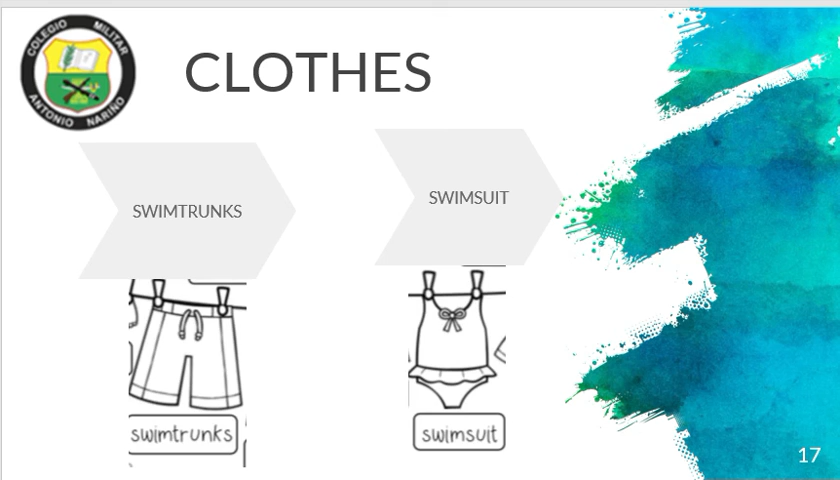 COLEGIO MILITAR
ANTONIO NARIÑO
CLOTHES
SWIMTRUNKS
SWIMSUIT
swimtrunks
swimsuit
17